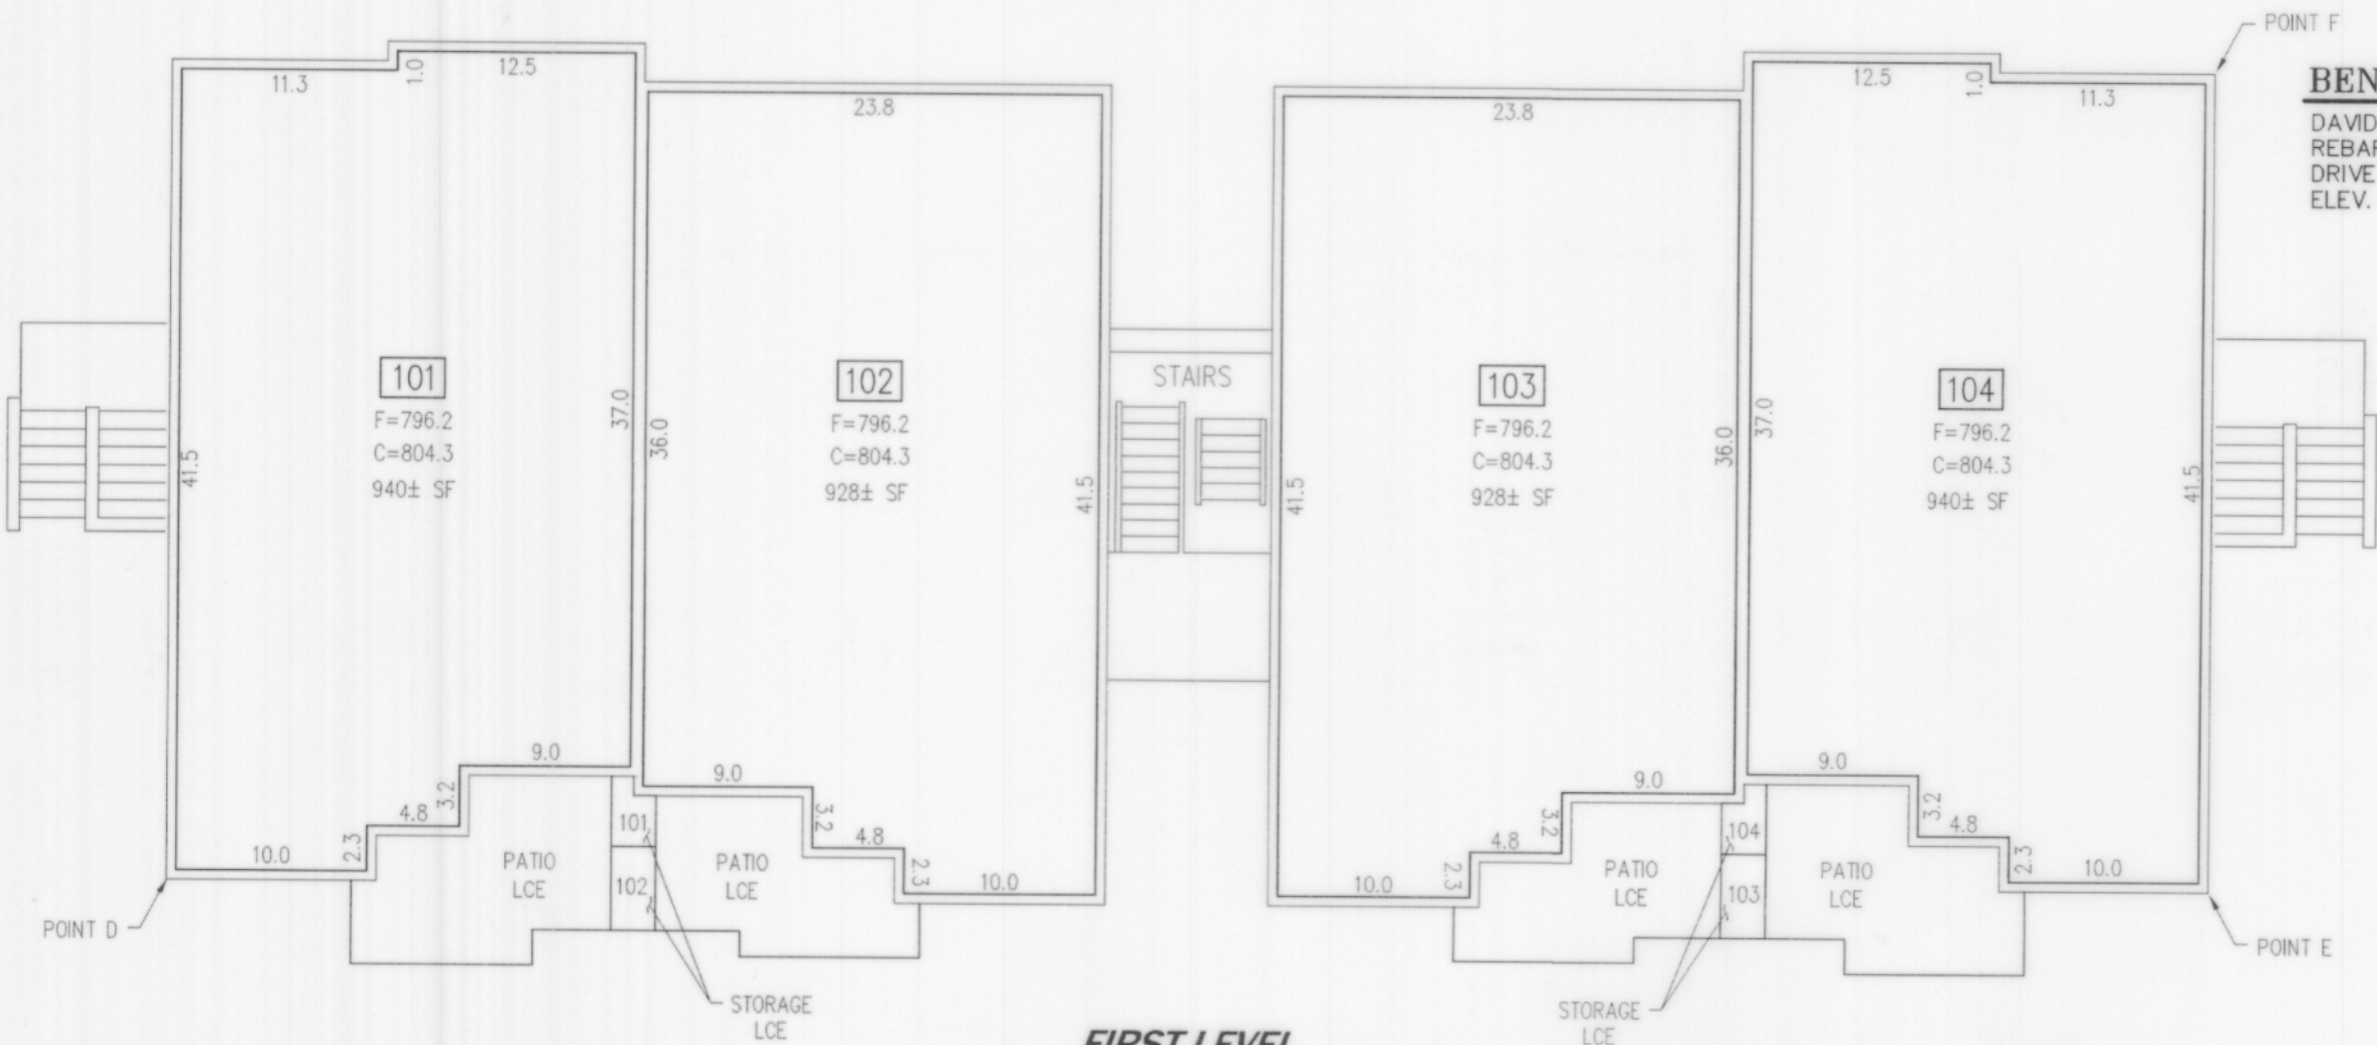 POINT F
11.3
1.0
12.5
23.8
23.8
12.5
1.0
11.3
BEN
DAVID
REBAR
DRIVE
ELEV.
101
F=796.2
C=804.3
940± SF
41.5
37.0
36.0
102
F=796.2
C=804.3
928± SF
41.5
STAIRS
41.5
103
F=796.2
C=804.3
928± SF
36.0
37.0
104
F=796.2
C=804.3
940± SF
41.5
10.0
2.3
4.8
3.2
9.0
9.0
3.2
4.8
2.3
10.0
PATIO
LCE
101
102
PATIO
LCE
POINT D
STORAGE
LCE
10.0
2.3
4.8
3.2
9.0
9.0
3.2
4.8
2.3
10.0
PATIO
LCE
104
103
PATIO
LCE
POINT E
STORAGE
LCE
FIRST LEVEL